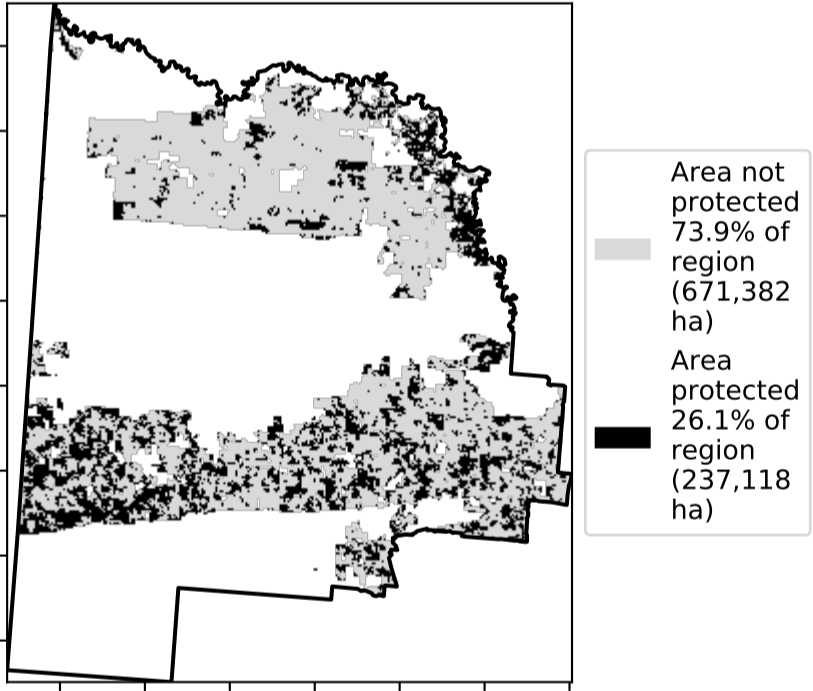 Area not
protected
73.9% of
region
(671,382
ha)
Area
protected
26.1% of
region
(237,118
ha)